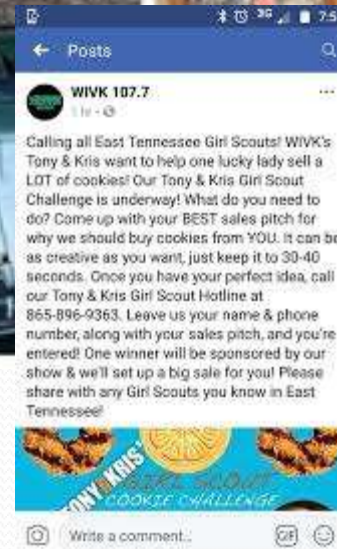 3G 7:5
Posts
WIVK 107.7
1 hr
Calling all East Tennessee Girl Scouts! WIVK's
Tony & Kris want to help one lucky lady sell a
LOT of cookies! Our Tony & Kris Girl Scout
Challenge is underway! What do you need to
do? Come up with your BEST sales pitch for
why we should buy cookies from YOU. It can be
as creative as you want, just keep it to 30-40
seconds. Once you have your perfect idea, call
our Tony & Kris Girl Scout Hotline at
865-896-9363. Leave us your name & phone
number, along with your sales pitch, and you're
entered! One winner will be sponsored by our
show & we'll set up a big sale for you! Please
share with any Girl Scouts you know in East
Tennessee!
TONY KRIS'
GIRL SCOUT
COOKIE CHALLENGE
Write a comment...
GIF